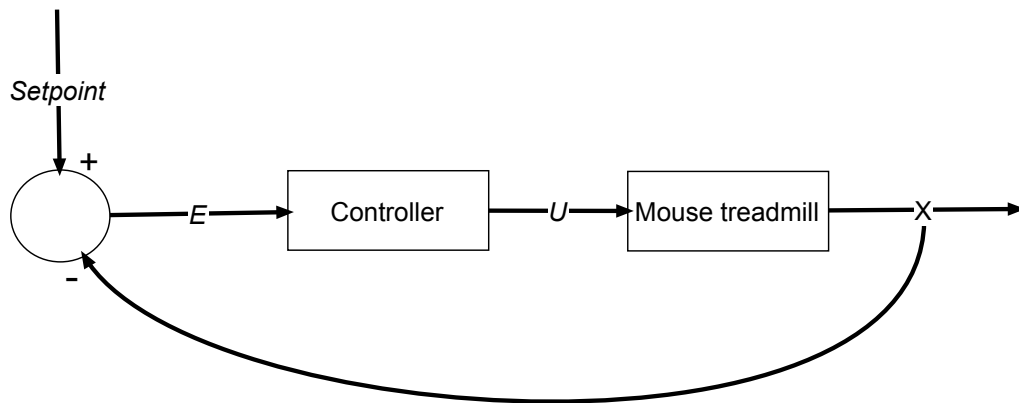 Setpoint
+
E
Controller
U
Mouse treadmill
X
-